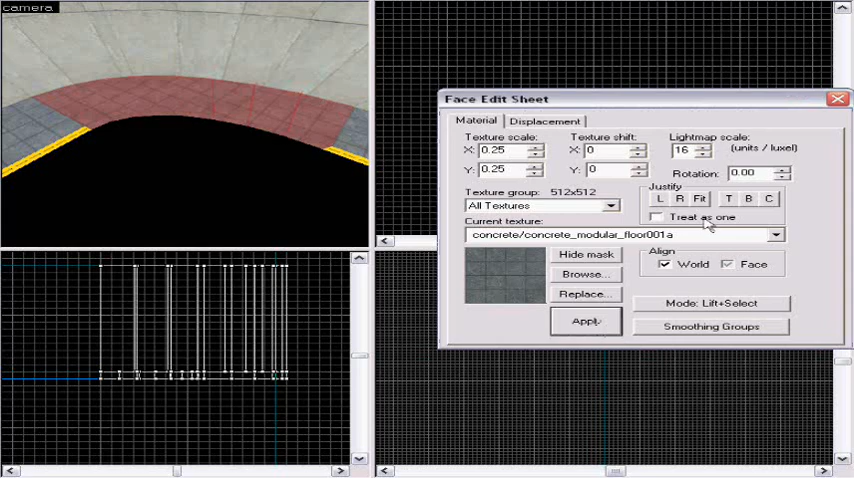 camera
Face Edit Sheet
Material Displacement
Texture scale: Texture shift: Lightmap scale:
X: 0.25 X: 0 16 (units / luxel)
Y: 0.25 Y: 0 Rotation: 0.00
Texture group: 512x512 Justify
All Textures L R Fit T B C
Current texture: Treat as one
concrete/concrete_modular_floor001a
Hide mask Align
Browse... World Face
Replace... Mode: Lift+Select
Apply Smoothing Groups